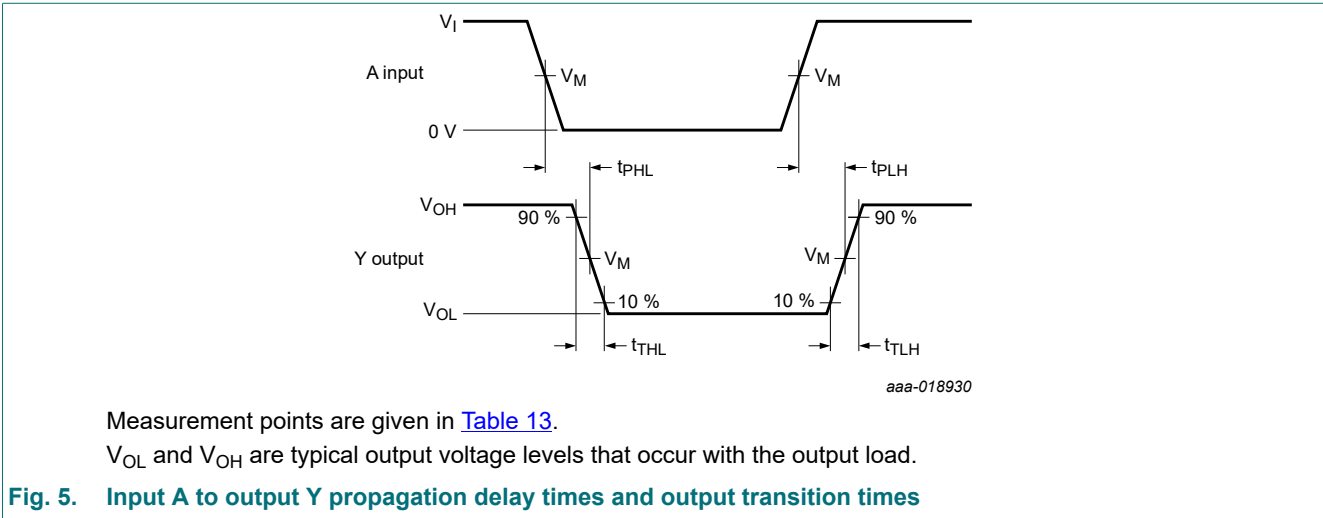 V_I
A input
V_M
V_M
0 V
t_PHL
t_PLH
V_OH
90 %
90 %
Y output
V_M
V_M
10 %
10 %
V_OL
t_THL
t_TLH
aaa-018930
Measurement points are given in Table 13.
V_OL and V_OH are typical output voltage levels that occur with the output load.
Fig. 5. Input A to output Y propagation delay times and output transition times